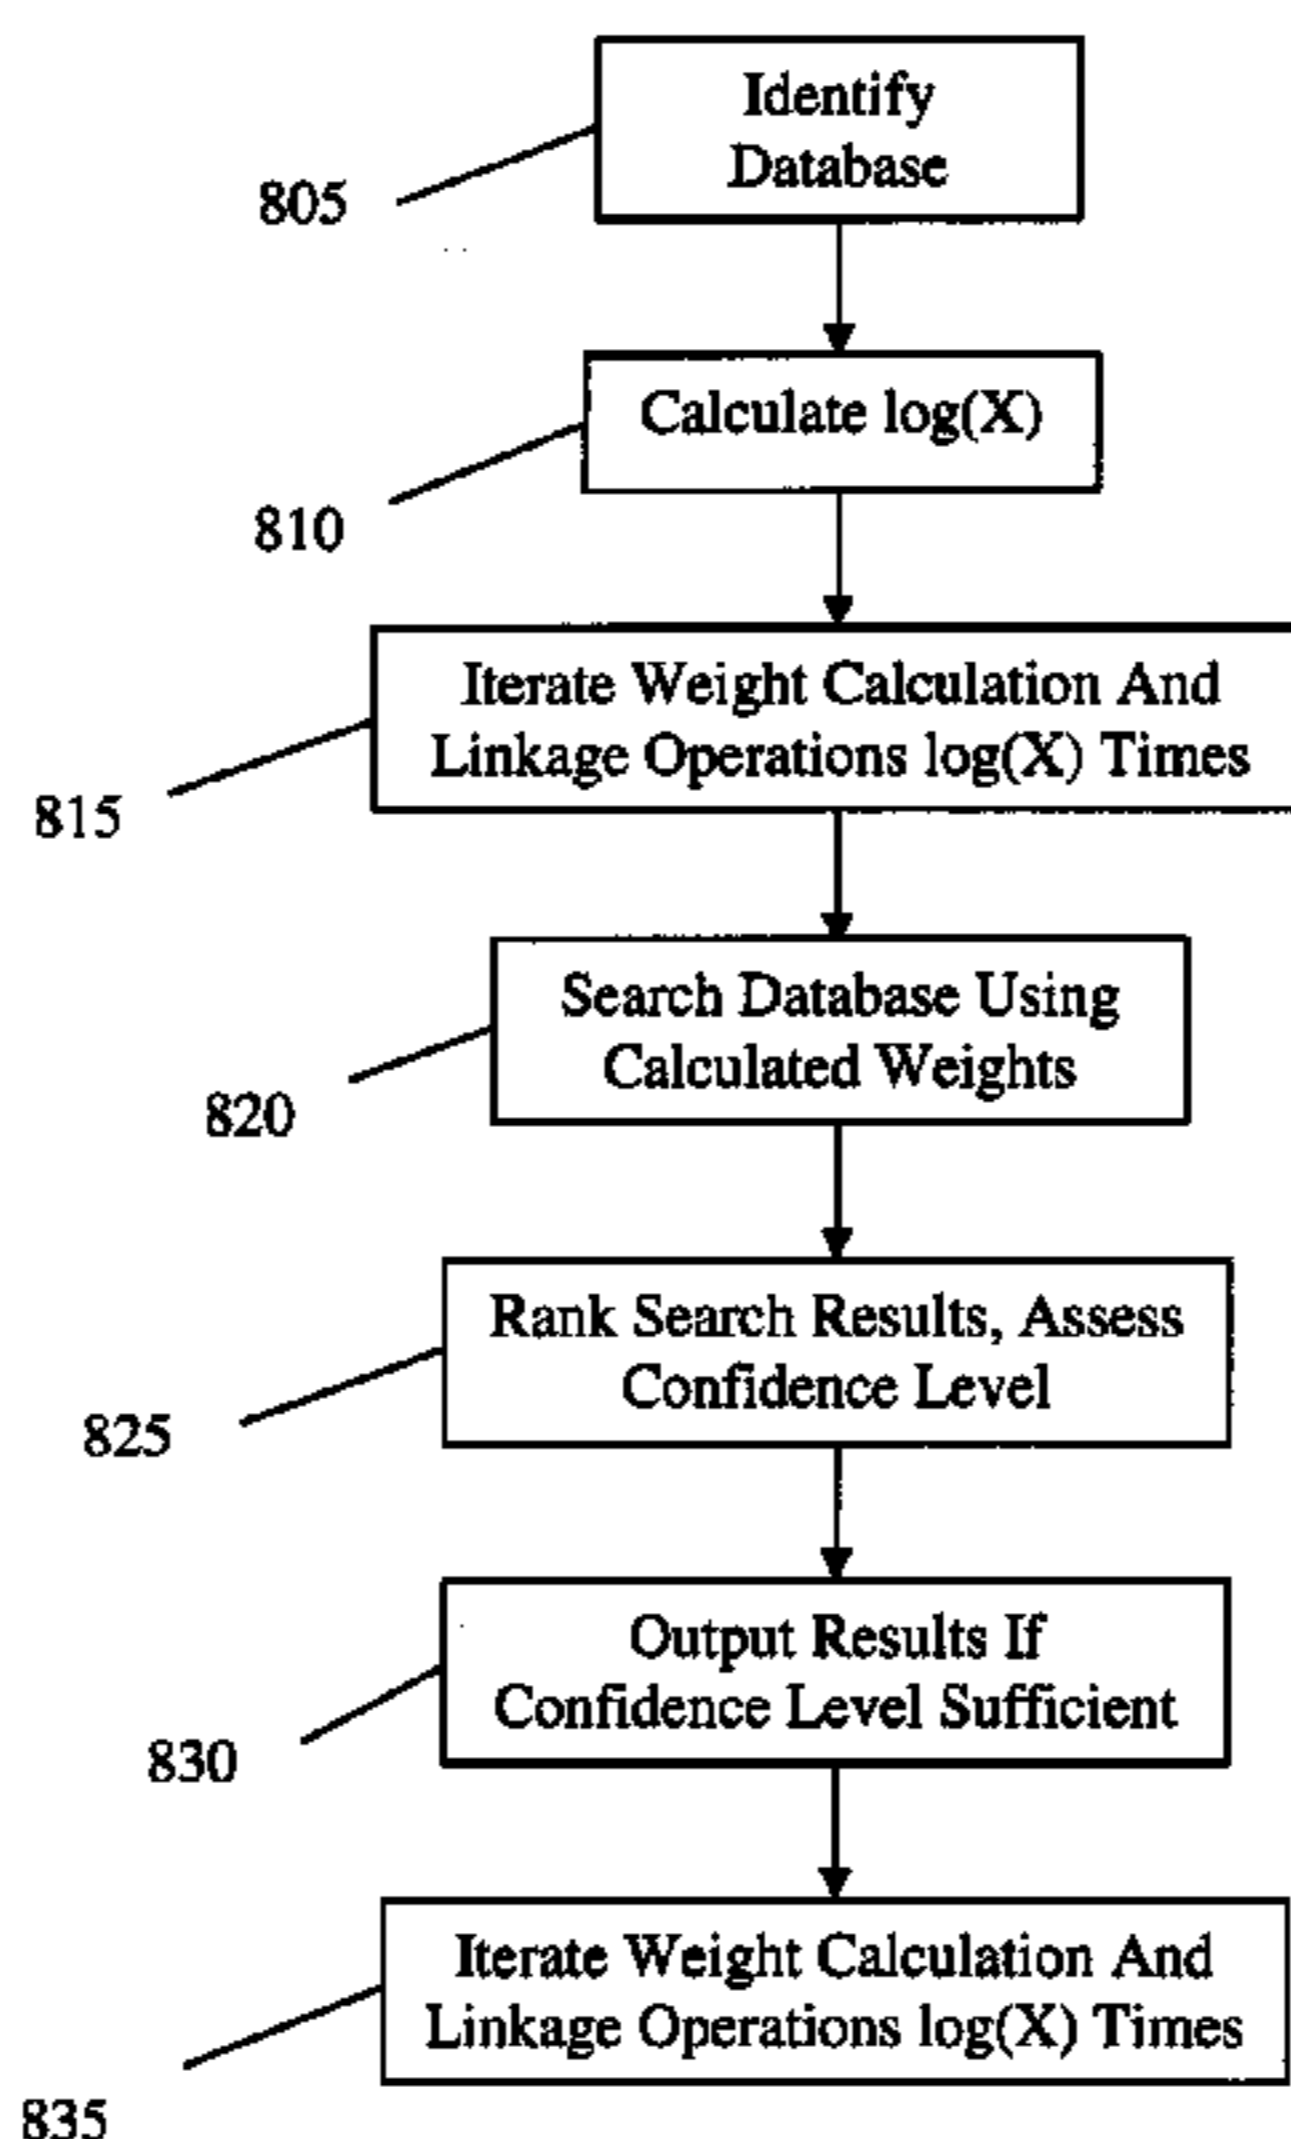 Identify
Database
805
Calculate log(X)
810
Iterate Weight Calculation And
Linkage Operations log(X) Times
815
Search Database Using
Calculated Weights
820
Rank Search Results, Assess
Confidence Level
825
Output Results If
Confidence Level Sufficient
830
Iterate Weight Calculation And
Linkage Operations log(X) Times
835